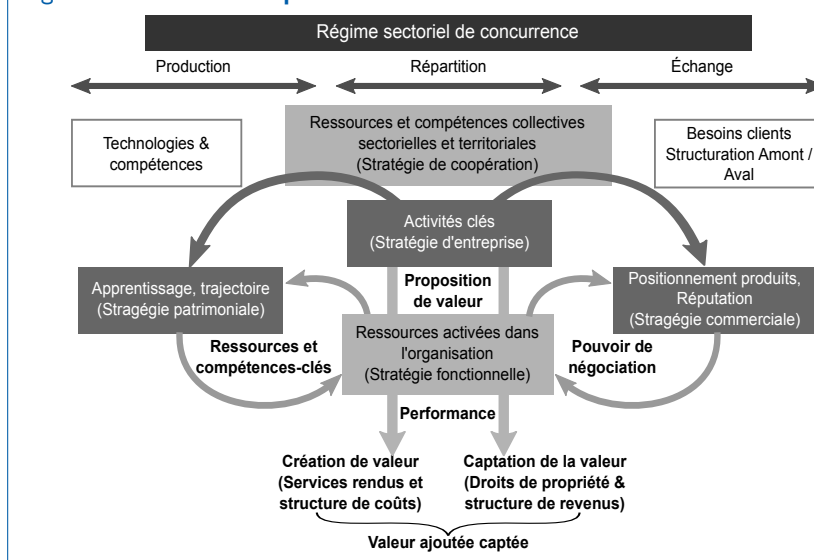 Régime sectoriel de concurrence
Production
Répartition
Échange
Technologies &
compétences
Ressources et compétences collectives
sectorielles et territoriales
(Stratégie de coopération)
Besoins clients
Structuration Amont /
Aval
Activités clés
(Stratégie d'entreprise)
Apprentissage, trajectoire
(Stragégie patrimoniale)
Proposition
de valeur
Positionnement produits,
Réputation
(Stragégie commerciale)
Ressources et
compétences-clés
Ressources activées dans
l'organisation
(Stratégie fonctionnelle)
Pouvoir de
négociation
Performance
Création de valeur
(Services rendus et
structure de coûts)
Captation de la valeur
(Droits de propriété &
structure de revenus)
Valeur ajoutée captée